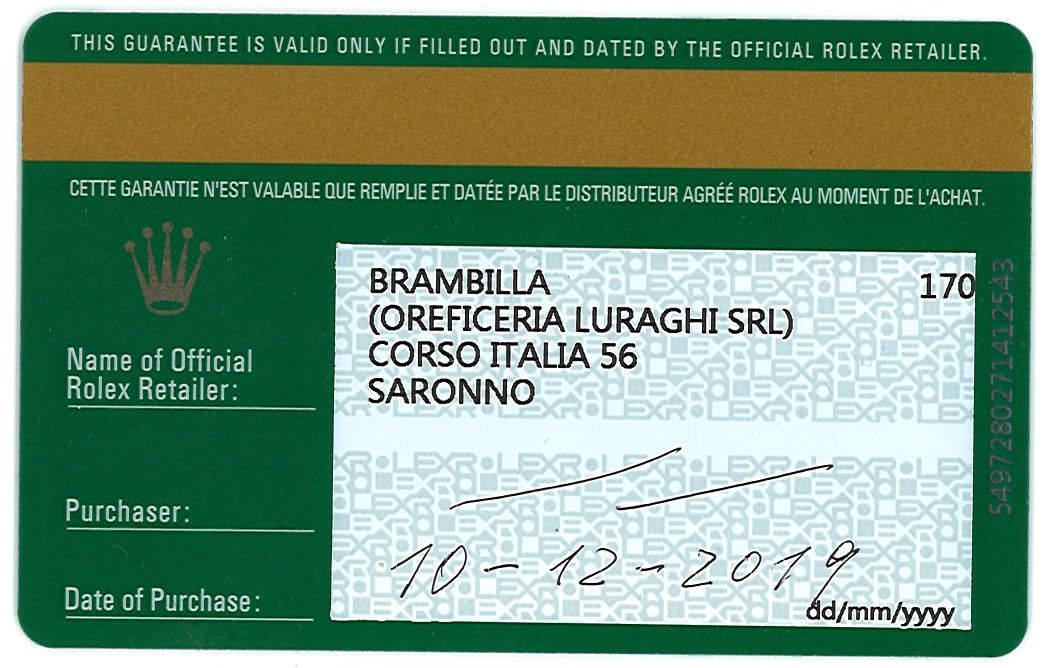 THIS GUARANTEE IS VALID ONLY IF FILLED OUT AND DATED BY THE OFFICIAL ROLEX RETAILER.
CETTE GARANTIE N'EST VALABLE QUE REMPLIE ET DATÉE PAR LE DISTRIBUTEUR AGRÉÉ ROLEX AU MOMENT DE L'ACHAT.
BRAMBILLA 170
(OREFICERIA LURAGHI SRL)
CORSO ITALIA 56
SARONNO
Name of Official
Rolex Retailer:
Purchaser:
10-12-2019
Date of Purchase:
dd/mm/yyyy
5497280271412543